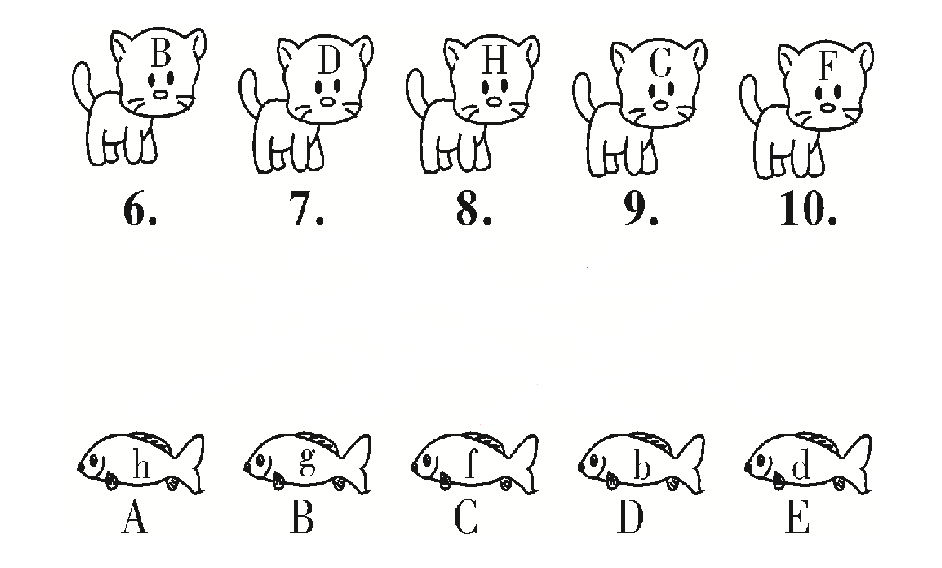 B D H G F
6. 7. 8. 9. 10.
h g f b d
A B C D E